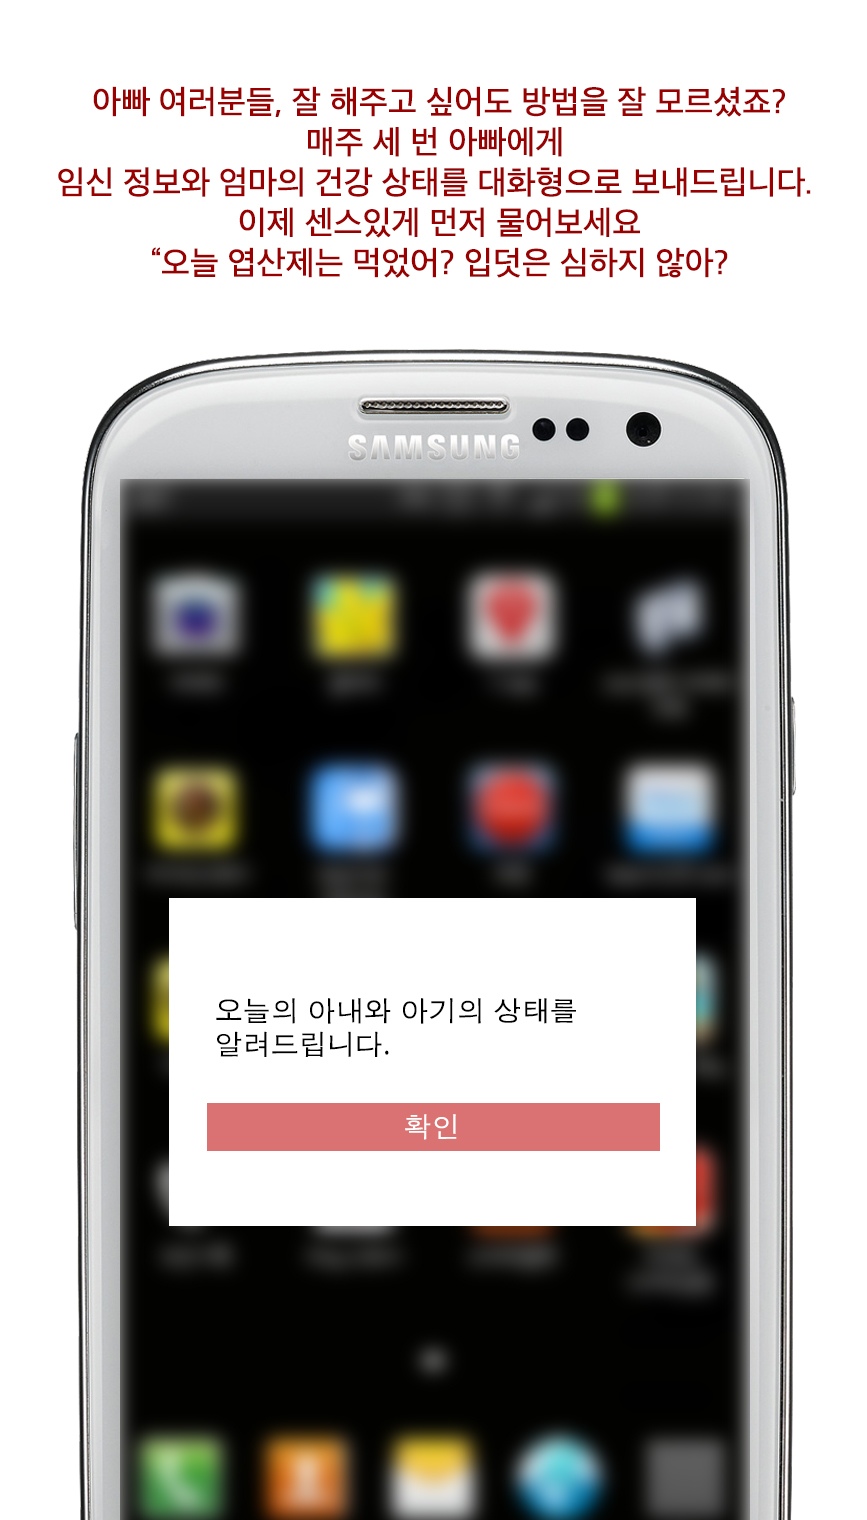 아빠 여러분들, 잘 해주고 싶어도 방법을 잘 모르셨죠?
매주 세 번 아빠에게
임신 정보와 엄마의 건강 상태를 대화형으로 보내드립니다.
이제 센스있게 먼저 물어보세요
“오늘 엽산제는 먹었어? 입덧은 심하지 않아?
SAMSUNG
오늘의 아내와 아기의 상태를
알려드립니다.
확인